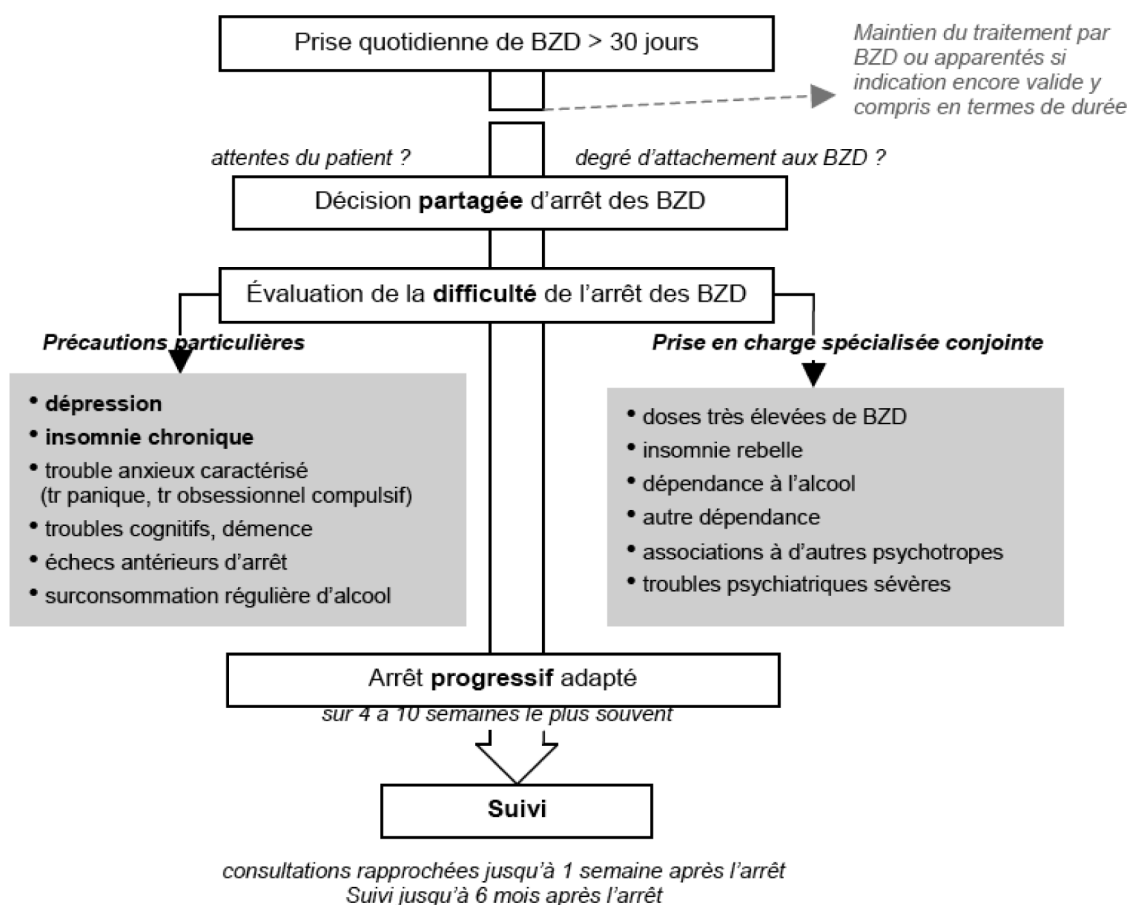 Prise quotidienne de BZD > 30 jours
Maintien du traitement par
BZD ou apparentés si
indication encore valide y
compris en termes de durée
attentes du patient ?
degré d'attachement aux BZD ?
Décision partagée d'arrêt des BZD
Évaluation de la difficulté de l'arrêt des BZD
Précautions particulières
• dépression
• insomnie chronique
• trouble anxieux caractérisé
(tr panique, tr obsessionnel compulsif)
• troubles cognitifs, démence
• échecs antérieurs d'arrêt
• surconsommation régulière d'alcool
Prise en charge spécialisée conjointe
• doses très élevées de BZD
• insomnie rebelle
• dépendance à l'alcool
• autre dépendance
• associations à d'autres psychotropes
• troubles psychiatriques sévères
Arrêt progressif adapté
sur 4 à 10 semaines le plus souvent
Suivi
consultations rapprochées jusqu'à 1 semaine après l'arrêt
Suivi jusqu'à 6 mois après l'arrêt